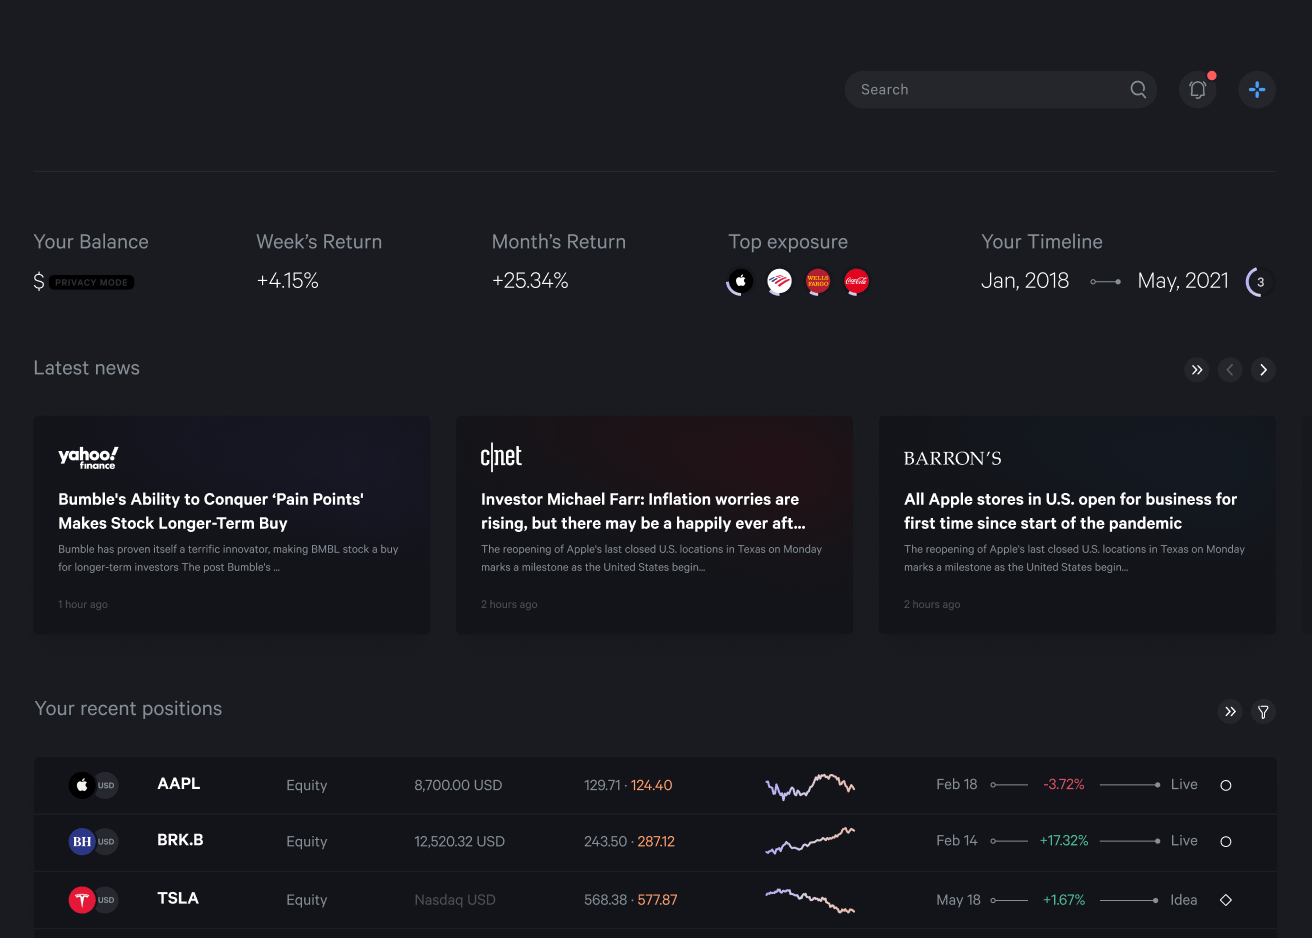 Search
Your Balance
Week’s Return
Month’s Return
Top exposure
Your Timeline
$ PRIVACY MODE
+4.15%
+25.34%
WELLS FARGO
Coca-Cola
Jan, 2018
May, 2021
3
Latest news
yahoo! finance
Bumble's Ability to Conquer ‘Pain Points'
Makes Stock Longer-Term Buy
Bumble has proven itself a terrific innovator, making BMBL stock a buy
for longer-term investors The post Bumble's ...
1 hour ago
c|net
Investor Michael Farr: Inflation worries are
rising, but there may be a happily ever aft...
The reopening of Apple's last closed U.S. locations in Texas on Monday
marks a milestone as the United States begin...
2 hours ago
BARRON'S
All Apple stores in U.S. open for business for
first time since start of the pandemic
The reopening of Apple's last closed U.S. locations in Texas on Monday
marks a milestone as the United States begin...
2 hours ago
Your recent positions
USD AAPL Equity 8,700.00 USD 129.71 · 124.40 Feb 18 -3.72% Live
BH USD BRK.B Equity 12,520.32 USD 243.50 · 287.12 Feb 14 +17.32% Live
USD TSLA Equity Nasdaq USD 568.38 · 577.87 May 18 +1.67% Idea